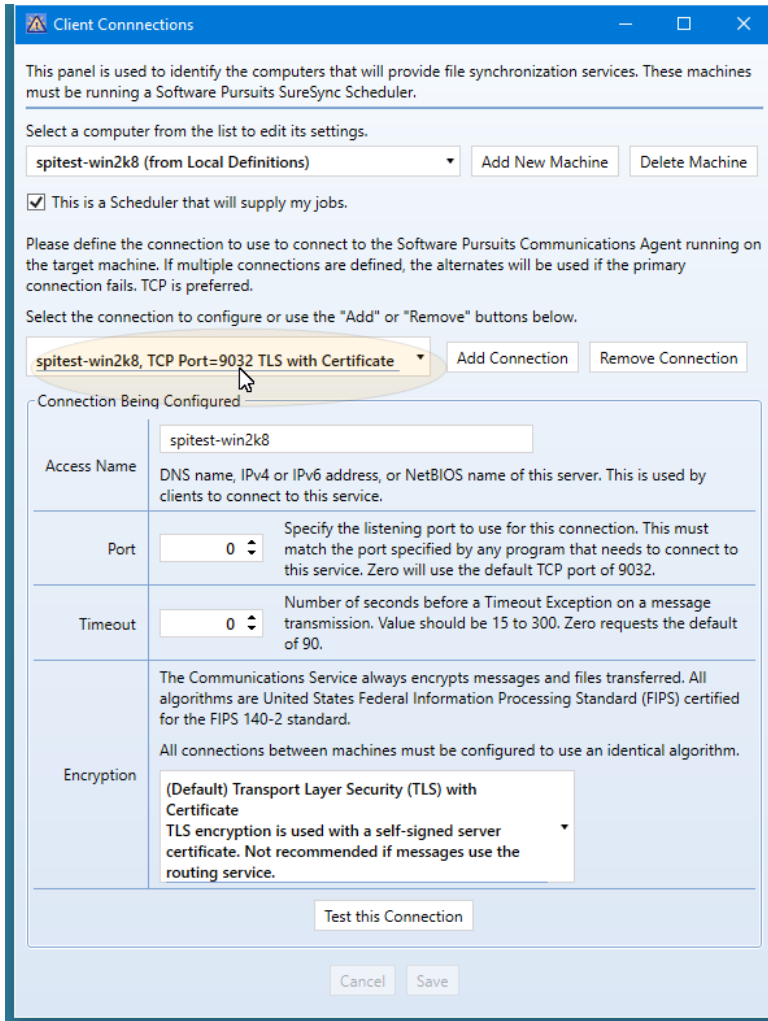 Client Connnections
This panel is used to identify the computers that will provide file synchronization services. These machines
must be running a Software Pursuits SureSync Scheduler.
Select a computer from the list to edit its settings.
spitest-win2k8 (from Local Definitions)
Add New Machine
Delete Machine
This is a Scheduler that will supply my jobs.
Please define the connection to use to connect to the Software Pursuits Communications Agent running on
the target machine. If multiple connections are defined, the alternates will be used if the primary
connection fails. TCP is preferred.
Select the connection to configure or use the "Add" or "Remove" buttons below.
spitest-win2k8, TCP Port=9032 TLS with Certificate
Add Connection
Remove Connection
Connection Being Configured
Access Name
spitest-win2k8
DNS name, IPv4 or IPv6 address, or NetBIOS name of this server. This is used by
clients to connect to this service.
Port
0
Specify the listening port to use for this connection. This must
match the port specified by any program that needs to connect to
this service. Zero will use the default TCP port of 9032.
Timeout
0
Number of seconds before a Timeout Exception on a message
transmission. Value should be 15 to 300. Zero requests the default
of 90.
Encryption
The Communications Service always encrypts messages and files transferred. All
algorithms are United States Federal Information Processing Standard (FIPS) certified
for the FIPS 140-2 standard.
All connections between machines must be configured to use an identical algorithm.
(Default) Transport Layer Security (TLS) with
Certificate
TLS encryption is used with a self-signed server
certificate. Not recommended if messages use the
routing service.
Test this Connection
Cancel
Save